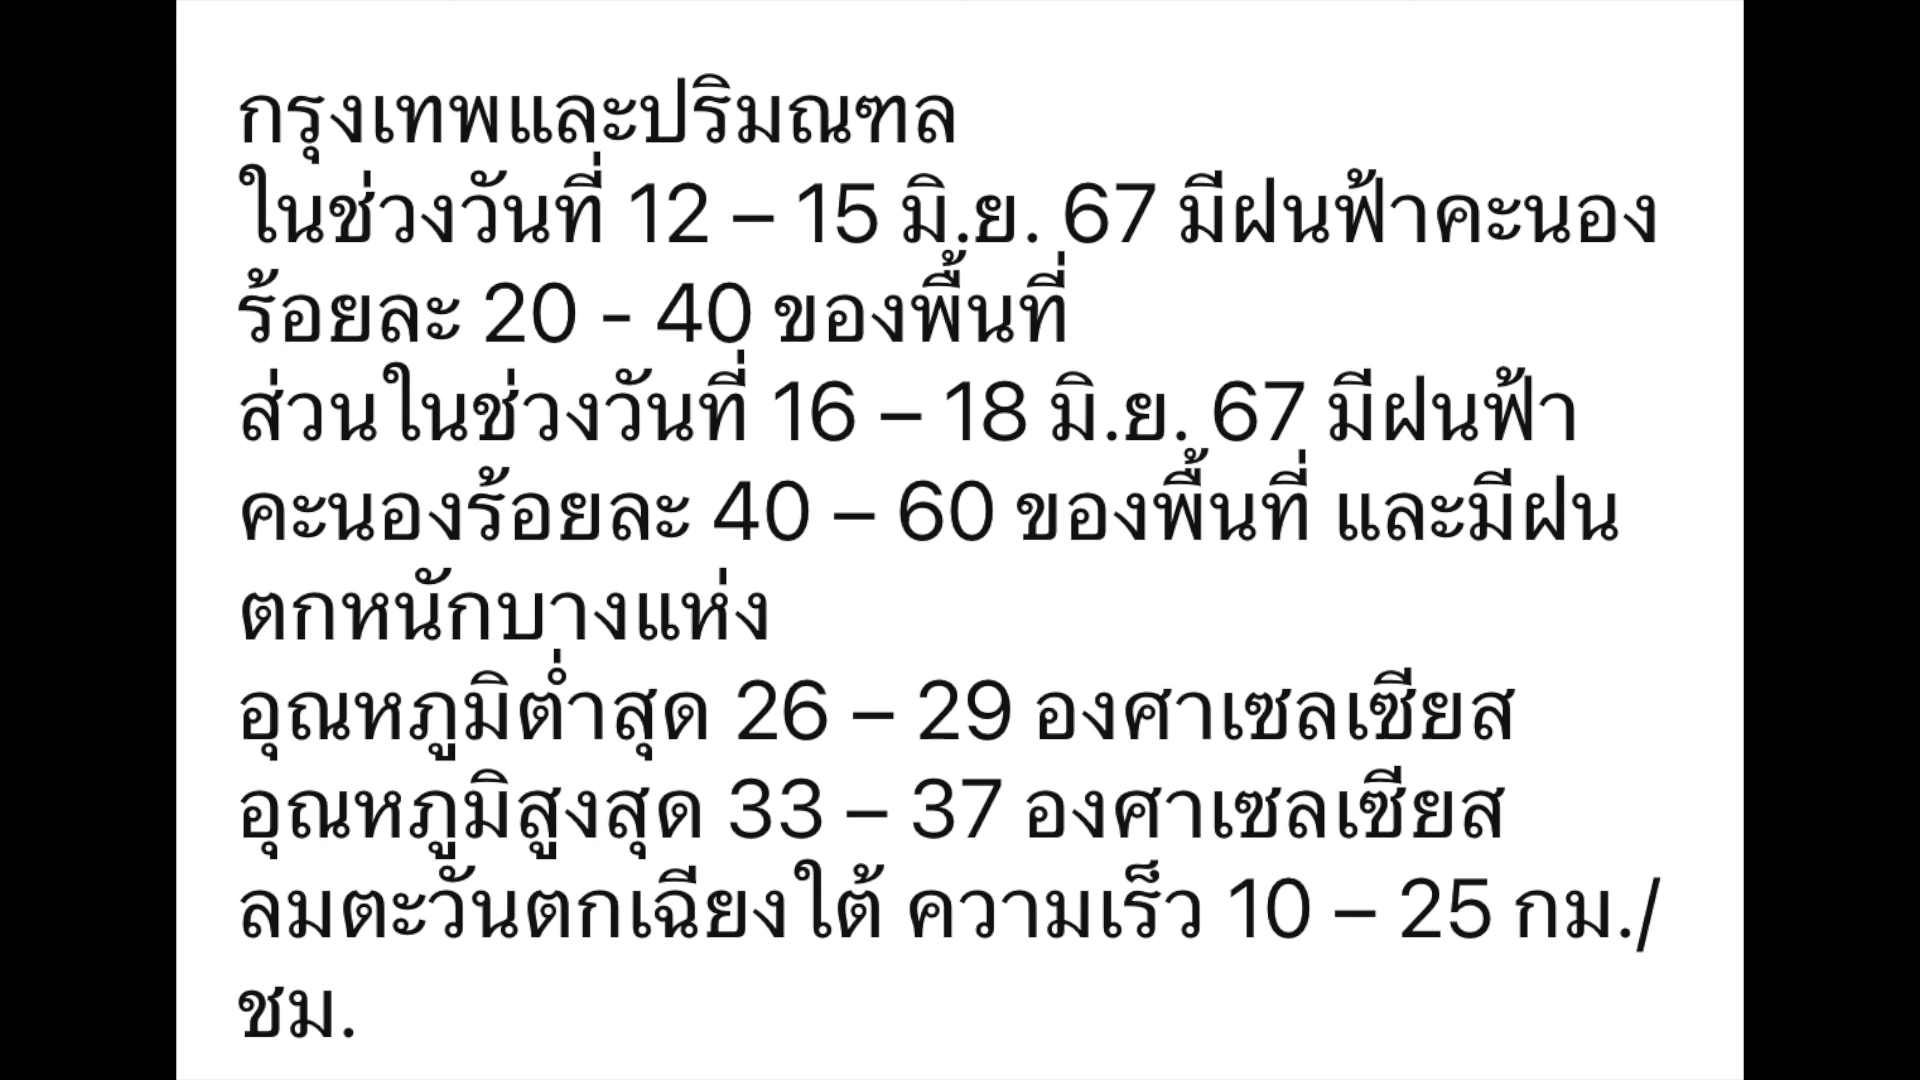 กรุงเทพและปริมณฑล
ในช่วงวันที่ 12 – 15 มิ.ย. 67 มีฝนฟ้าคะนอง
ร้อยละ 20 - 40 ของพื้นที่
ส่วนในช่วงวันที่ 16 – 18 มิ.ย. 67 มีฝนฟ้า
คะนองร้อยละ 40 – 60 ของพื้นที่ และมีฝน
ตกหนักบางแห่ง
อุณหภูมิต่ำสุด 26 – 29 องศาเซลเซียส
อุณหภูมิสูงสุด 33 – 37 องศาเซลเซียส
ลมตะวันตกเฉียงใต้ ความเร็ว 10 – 25 กม./
ชม.